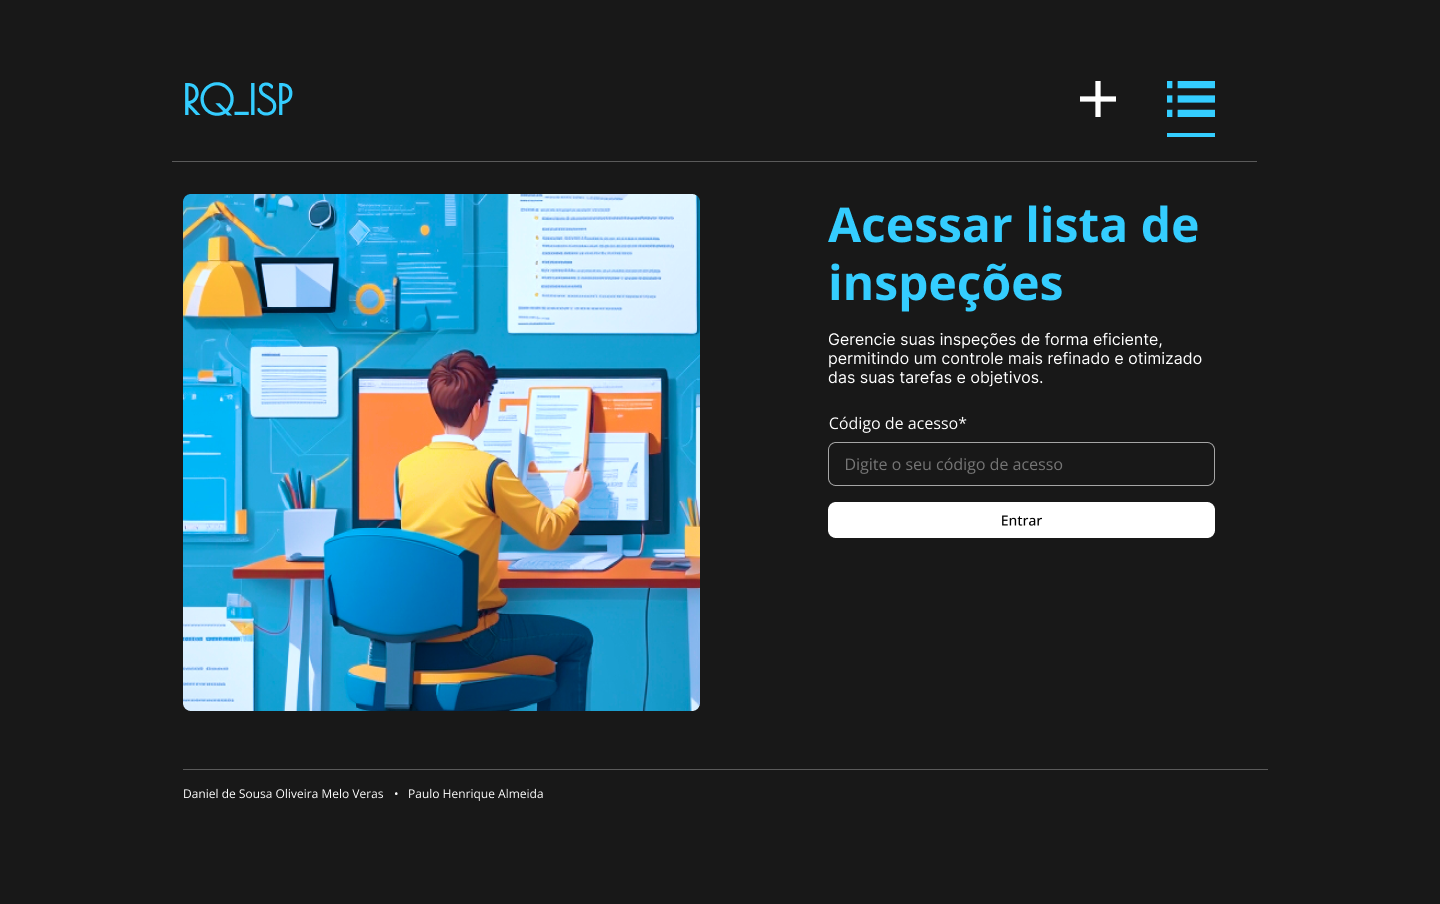 RQ_ISP
Acessar lista de
inspeções
Gerencie suas inspeções de forma eficiente,
permitindo um controle mais refinado e otimizado
das suas tarefas e objetivos.
Código de acesso*
Digite o seu código de acesso
Entrar
Daniel de Sousa Oliveira Melo Veras • Paulo Henrique Almeida